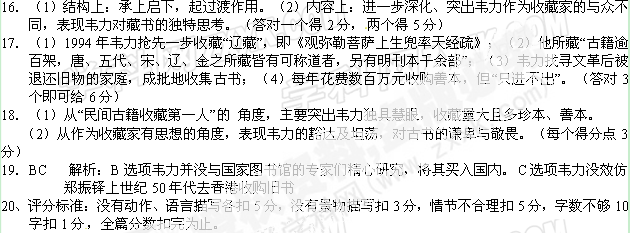 16. （1）结构上：承上启下，起过渡作用。（2）内容上：进一步深化、突出韦力作为收藏家的与众不
同，表现韦力对藏书的独特思考。（答对一个得 2 分，两个得 5 分）
17. （1）1994 年韦力抢先一步收藏“辽藏”，即《观弥勒菩萨上生兜率天经疏》；（2）他所藏“古籍逾
百架，唐、五代、宋、辽、金之所藏皆有可称道者，另有明刊本千余部”；（3）韦力找寻文革后被
退还旧物的家庭，成批地收集古书；（4）每年花费数百万元收购善本，但“只进不出”。（答对 3
个即可给 6 分）
18. （1）从“民间古籍收藏第一人”的 角度，主要突出韦力独具慧眼，收藏量大且多珍本、善本。
（2）从作为收藏家有思想的角度，表现韦力的豁达及坦荡，对古书的谦卑与敬畏。（每个得分点 3
分）
19. BC 解析：B 选项韦力并没与国家图书馆的专家们精心研究，将其买入国内。C 选项韦力没效仿
郑振铎上世纪 50 年代去香港收购旧书
20、评分标准：没有动作、语言描写各扣 5 分，没有景物描写扣 3 分，情节不合理扣 5 分，字数不够 10
字扣 1 分，全篇分数扣完为止。